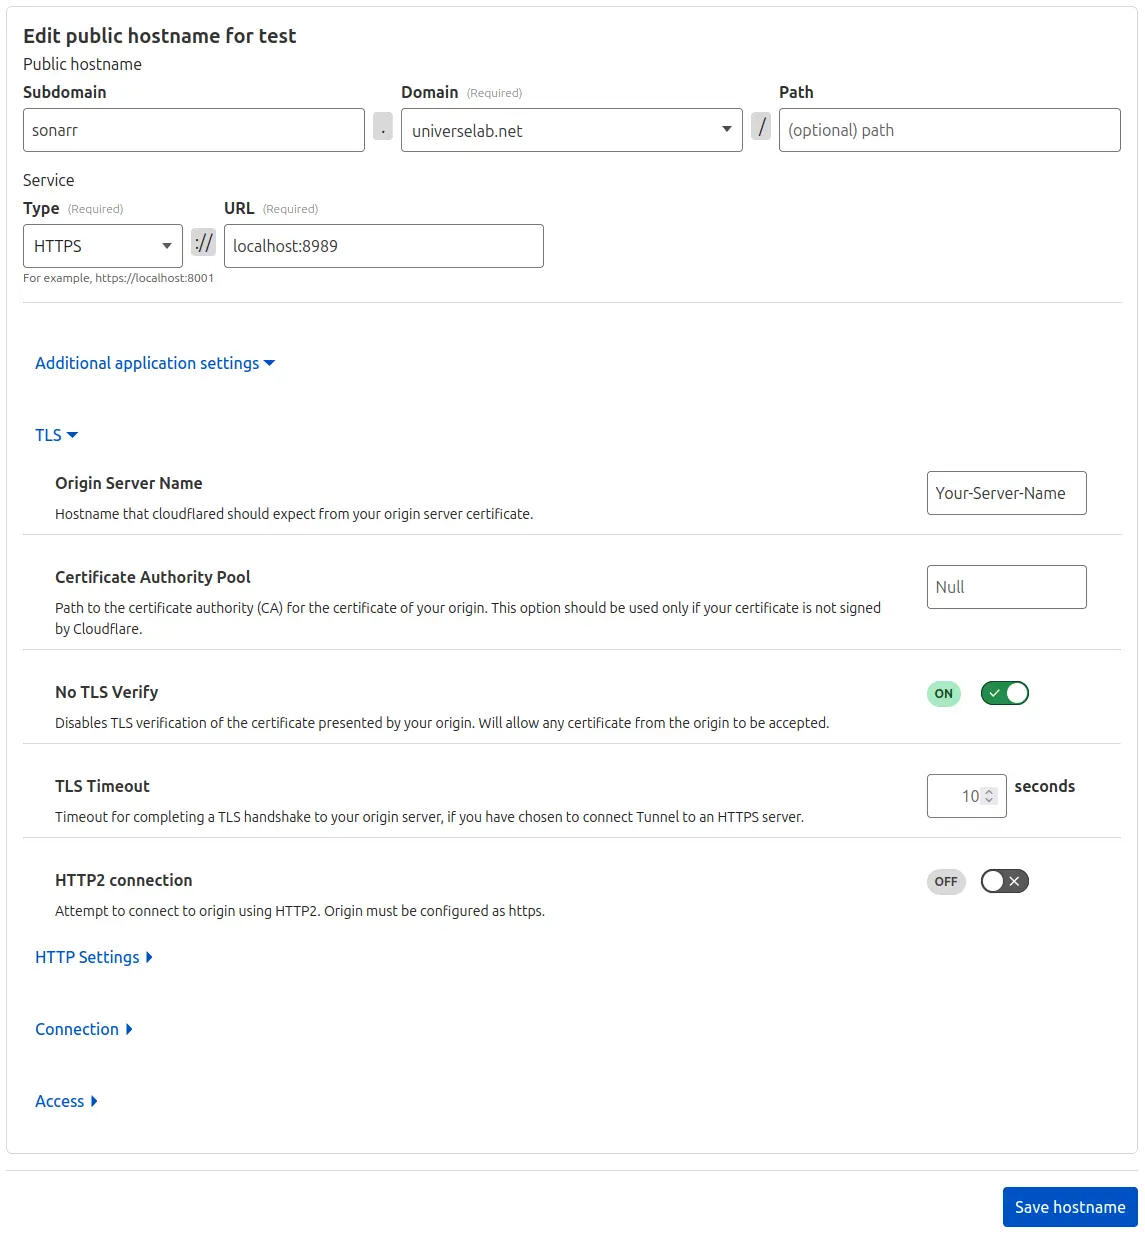 Edit public hostname for test
Public hostname
Subdomain Domain (Required) Path
sonarr . universelab.net / (optional) path
Service
Type (Required) URL (Required)
HTTPS :// localhost:8989
For example, https://localhost:8001
Additional application settings
TLS
Origin Server Name
Your-Server-Name
Hostname that cloudflared should expect from your origin server certificate.
Certificate Authority Pool
Null
Path to the certificate authority (CA) for the certificate of your origin. This option should be used only if your certificate is not signed
by Cloudflare.
No TLS Verify ON
Disables TLS verification of the certificate presented by your origin. Will allow any certificate from the origin to be accepted.
TLS Timeout 10 seconds
Timeout for completing a TLS handshake to your origin server, if you have chosen to connect Tunnel to an HTTPS server.
HTTP2 connection OFF
Attempt to connect to origin using HTTP2. Origin must be configured as https.
HTTP Settings
Connection
Access
Save hostname